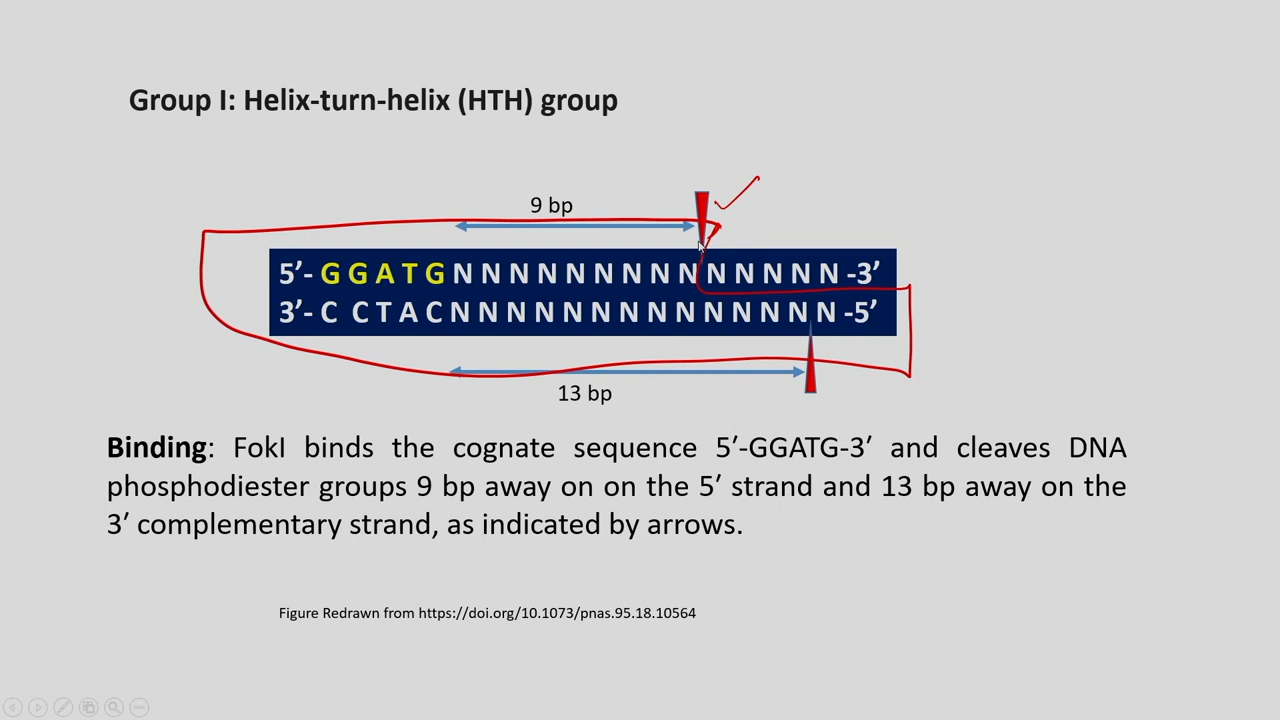 Group I: Helix-turn-helix (HTH) group
9 bp
5’- G G A T G N N N N N N N N N N N N N N -3’
3’- C C T A C N N N N N N N N N N N N N N -5’
13 bp
Binding: FokI binds the cognate sequence 5′-GGATG-3′ and cleaves DNA
phosphodiester groups 9 bp away on on the 5′ strand and 13 bp away on the
3′ complementary strand, as indicated by arrows.
Figure Redrawn from https://doi.org/10.1073/pnas.95.18.10564